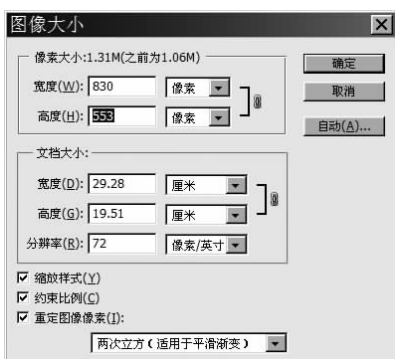 图像大小
像素大小:1.31M(之前为1.06M)
宽度(W): 830 像素
高度(H): 553 像素
确定
取消
自动(A)...
文档大小:
宽度(D): 29.28 厘米
高度(G): 19.51 厘米
分辨率(R): 72 像素/英寸
缩放样式(Y)
约束比例(C)
重定图像像素(I):
两次立方(适用于平滑渐变)